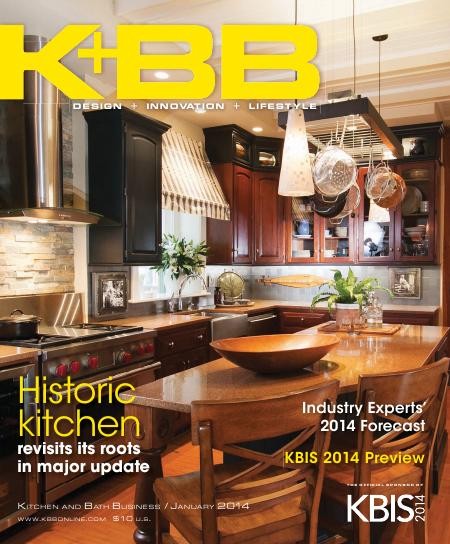 K+BB
DESIGN + INNOVATION + LIFESTYLE
Historic
kitchen
revisits its roots
in major update
Industry Experts'
2014 Forecast
KBIS 2014 Preview
THE OFFICIAL SPONSOR OF
KBIS 2014
KITCHEN AND BATH BUSINESS / JANUARY 2014
WWW.KBBONLINE.COM $10 U.S.